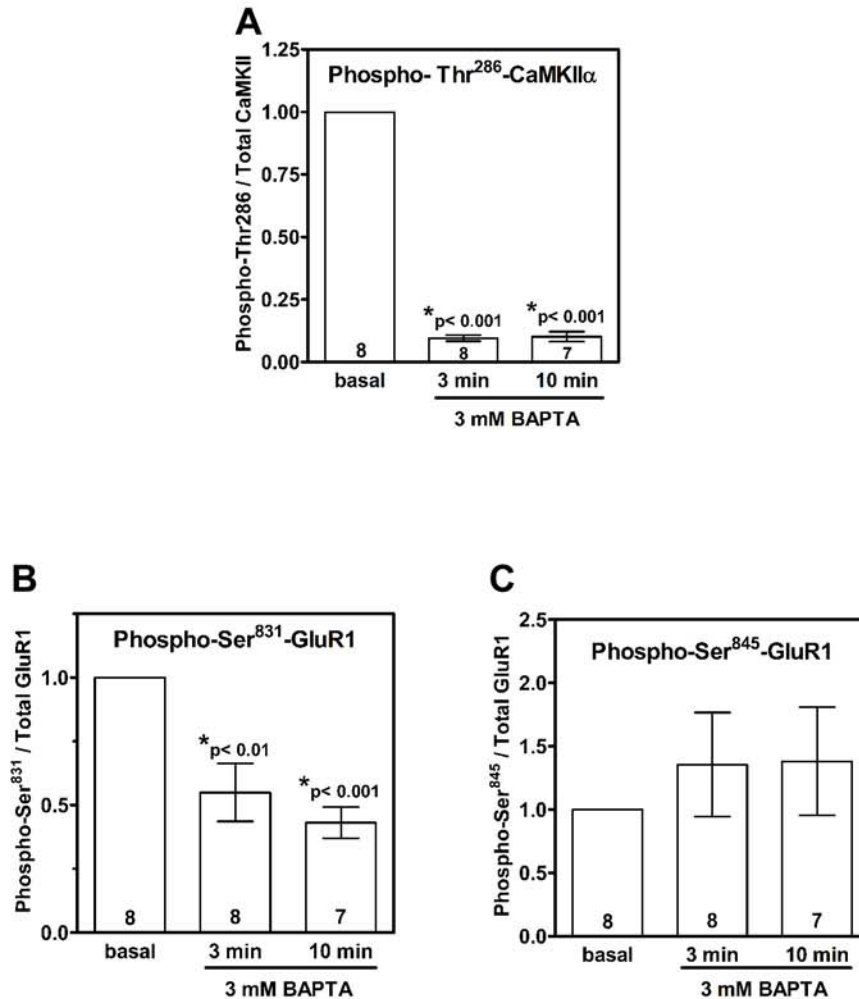 A
Phospho- Thr²⁸⁶-CaMKIIα
Phospho-Thr286 / Total CaMKII
1.25
1.00
0.75
0.50
0.25
0.00
* p< 0.001
* p< 0.001
8
8
7
basal
3 min
10 min
3 mM BAPTA
B
Phospho-Ser⁸³¹-GluR1
Phospho-Ser⁸³¹ / Total GluR1
1.0
0.5
0.0
* p< 0.01
* p< 0.001
8
8
7
basal
3 min
10 min
3 mM BAPTA
C
Phospho-Ser⁸⁴⁵-GluR1
Phospho-Ser⁸⁴⁵ / Total GluR1
2.5
2.0
1.5
1.0
0.5
0.0
8
8
7
basal
3 min
10 min
3 mM BAPTA